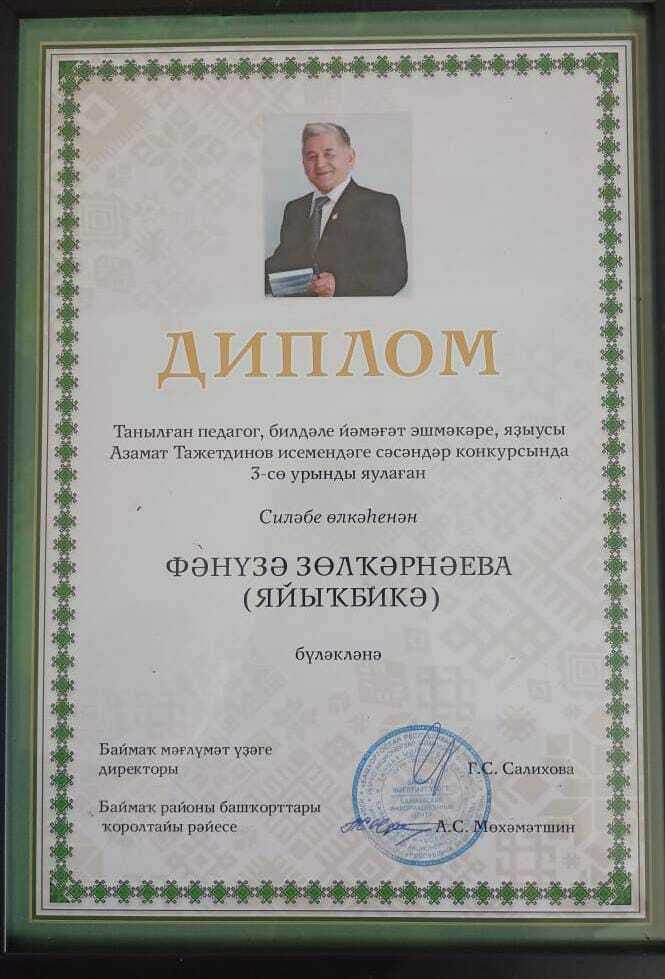 ДИПЛОМ
Танылған педагог, билдәле йәмәғәт эшмәкәре, яҙыусы
Азамат Тажетдинов исемендәге сәсәндәр конкурсында
3-сө урынды яулаған
Силәбе өлкәһенән
ФӘНҮЗӘ ЗӨЛҠӘРНӘЕВА
(ЯЙЫҠБИКӘ)
бүләкләнә
Баймаҡ мәғлүмәт үҙәге
директоры
Г.С. Салихова
Баймаҡ районы башҡорттары
ҡоролтайы рәйесе
А.С. Мөхәмәтшин